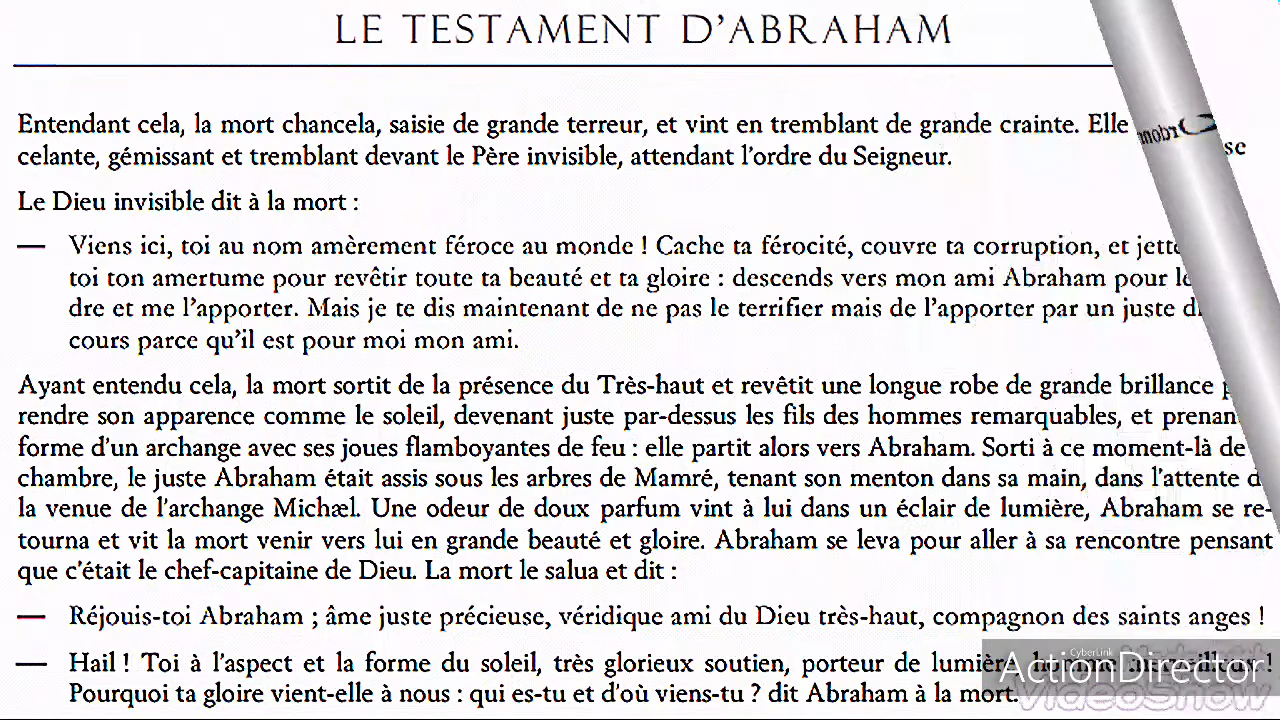 LE TESTAMENT D'ABRAHAM
Entendant cela, la mort chancela, saisie de grande terreur, et vint en tremblant de grande crainte. Elle
celante, gémissant et tremblant devant le Père invisible, attendant l'ordre du Seigneur.
Le Dieu invisible dit à la mort :
— Viens ici, toi au nom amèrement féroce au monde ! Cache ta férocité, couvre ta corruption, et
toi ton amertume pour revêtir toute ta beauté et ta gloire : descends vers mon ami Abraham pour
dre et me l'apporter. Mais je te dis maintenant de ne pas le terrifier mais de l'apporter par un juste
cours parce qu'il est pour moi mon ami.
Ayant entendu cela, la mort sortit de la présence du Très-haut et revêtit une longue robe de grande brillance
rendre son apparence comme le soleil, devenant juste par-dessus les fils des hommes remarquables, et
forme d'un archange avec ses joues flamboyantes de feu : elle partit alors vers Abraham. Sorti à ce moment-là de
chambre, le juste Abraham était assis sous les arbres de Mamré, tenant son menton dans sa main, dans l'attente
la venue de l'archange Michæl. Une odeur de doux parfum vint à lui dans un éclair de lumière, Abraham se re-
tourna et vit la mort venir vers lui en grande beauté et gloire. Abraham se leva pour aller à sa rencontre pensant
que c'était le chef-capitaine de Dieu. La mort le salua et dit :
— Réjouis-toi Abraham ; âme juste précieuse, véridique ami du Dieu très-haut, compagnon des saints anges !
— Hail ! Toi à l'aspect et la forme du soleil, très glorieux soutien, porteur de
Pourquoi ta gloire vient-elle à nous : qui es-tu et d'où viens-tu ? dit Abraham à la mort.
CyberLink
ActionDirector
VideoShow